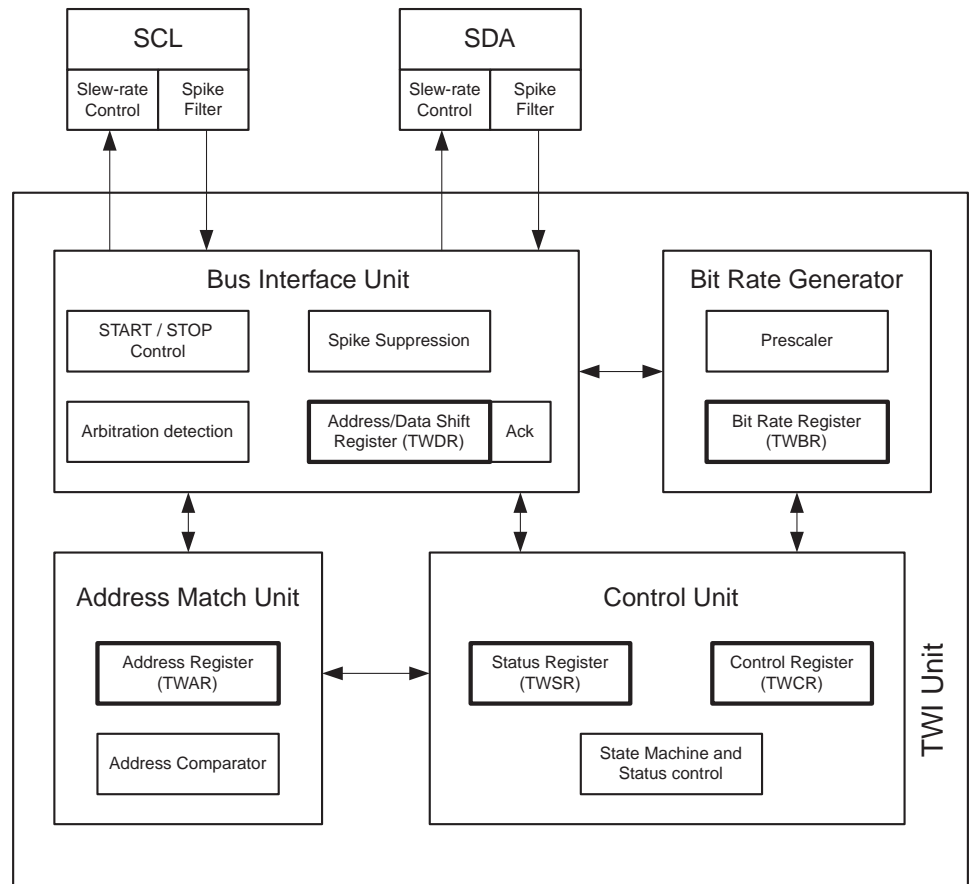 SCL
Slew-rate
Control
Spike
Filter
SDA
Slew-rate
Control
Spike
Filter
Bus Interface Unit
START / STOP
Control
Spike Suppression
Arbitration detection
Address/Data Shift
Register (TWDR)
Ack
Bit Rate Generator
Prescaler
Bit Rate Register
(TWBR)
Address Match Unit
Address Register
(TWAR)
Address Comparator
Control Unit
Status Register
(TWSR)
Control Register
(TWCR)
State Machine and
Status control
TWI Unit